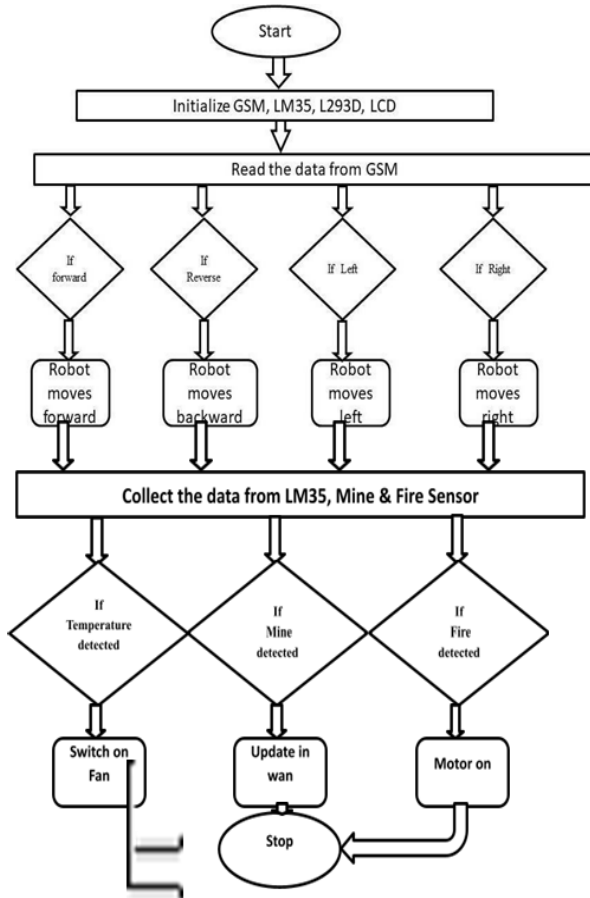 Start
Initialize GSM, LM35, L293D, LCD
Read the data from GSM
If
forward
If
Reverse
If Left
If Right
Robot
moves
forward
Robot
moves
backward
Robot
moves
left
Robot
moves
right
Collect the data from LM35, Mine & Fire Sensor
If
Temperature
detected
If
Mine
detected
If
Fire
detected
Switch on
Fan
Update in
wan
Motor on
Stop